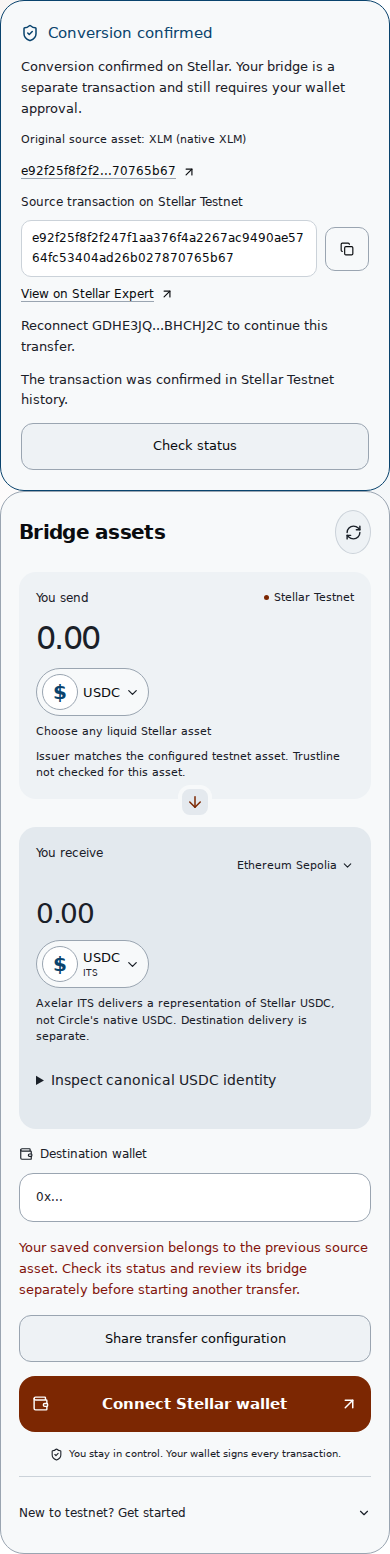 Conversion confirmed
Conversion confirmed on Stellar. Your bridge is a
separate transaction and still requires your wallet
approval.
Original source asset: XLM (native XLM)
e92f25f8f2f2...70765b67
Source transaction on Stellar Testnet
e92f25f8f2f247f1aa376f4a2267ac9490ae57
64fc53404ad26b027870765b67
View on Stellar Expert
Reconnect GDHE3JQ...BHCHJ2C to continue this
transfer.
The transaction was confirmed in Stellar Testnet
history.
Check status
Bridge assets
You send
Stellar Testnet
0.00
$ USDC
Choose any liquid Stellar asset
Issuer matches the configured testnet asset. Trustline
not checked for this asset.
You receive
Ethereum Sepolia
0.00
$ USDC
ITS
Axelar ITS delivers a representation of Stellar USDC,
not Circle's native USDC. Destination delivery is
separate.
Inspect canonical USDC identity
Destination wallet
0x...
Your saved conversion belongs to the previous source
asset. Check its status and review its bridge
separately before starting another transfer.
Share transfer configuration
Connect Stellar wallet
You stay in control. Your wallet signs every transaction.
New to testnet? Get started